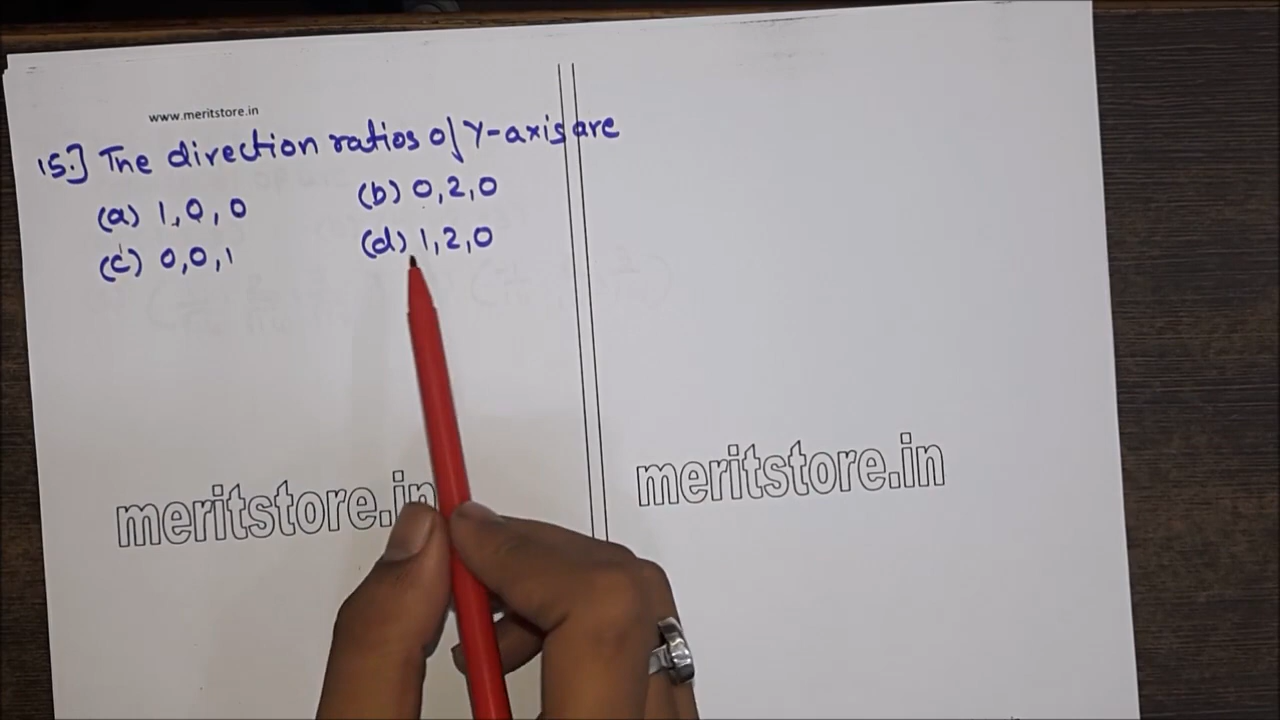 www.meritstore.in
15.] The direction ratios of Y-axis are
(a) 1, 0, 0 (b) 0, 2, 0
(c) 0, 0, 1 (d) 1, 2, 0
meritstore.in meritstore.in